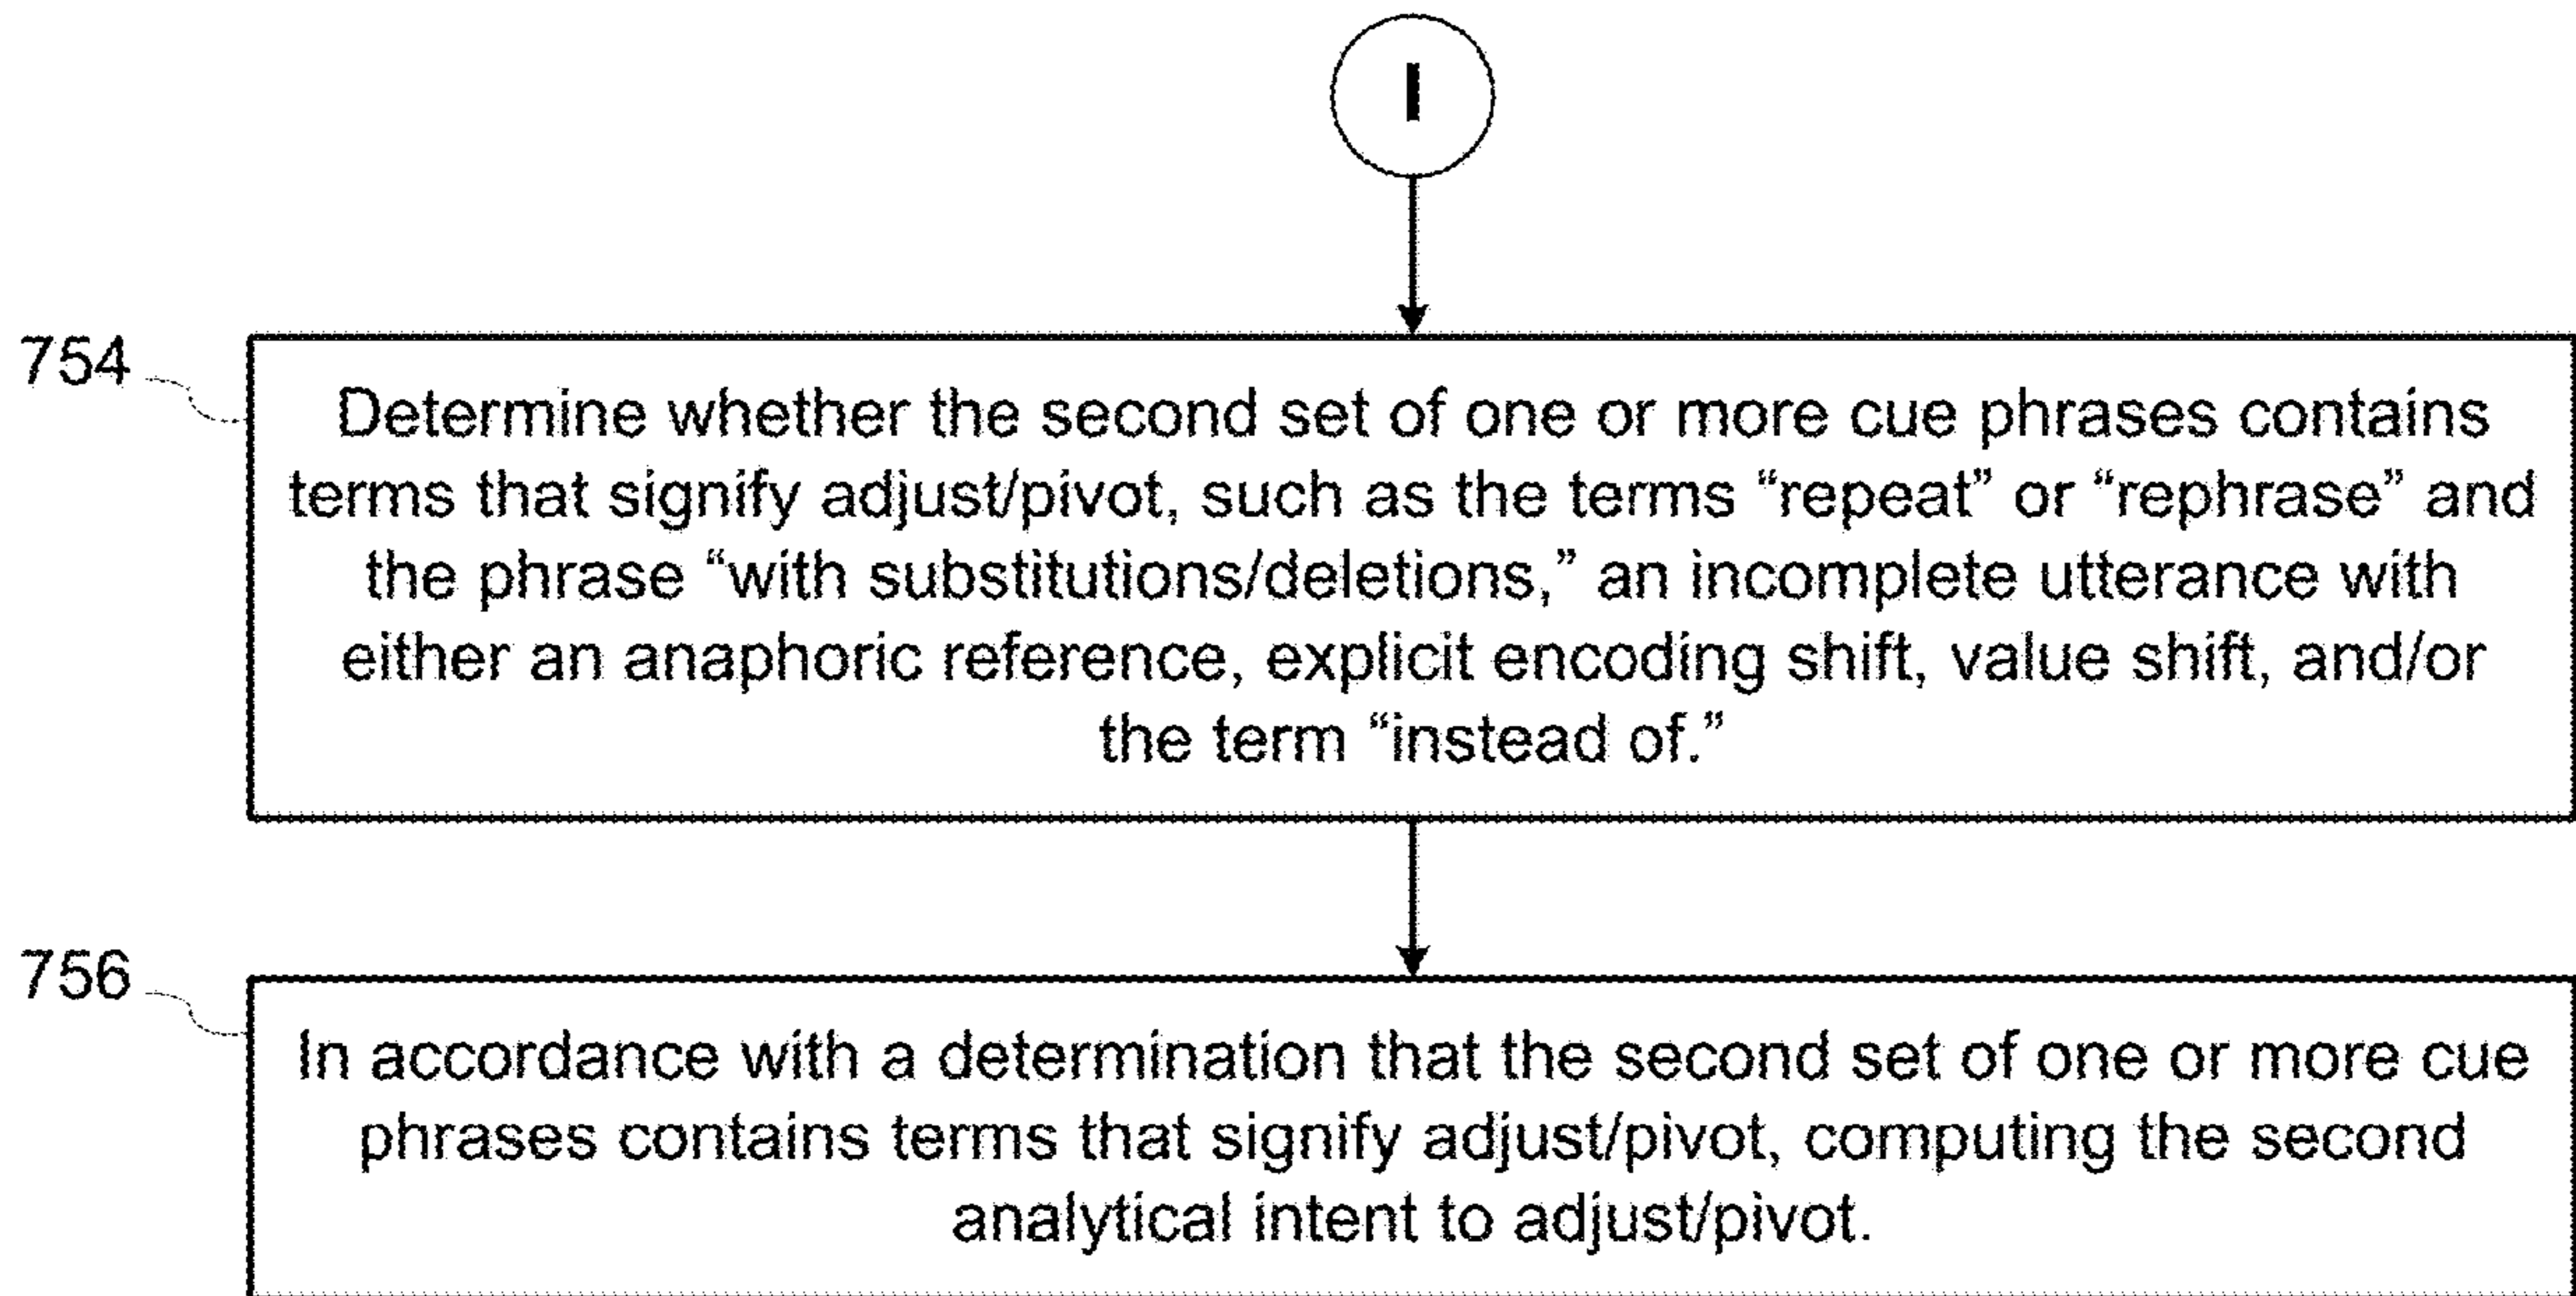 I
754
Determine whether the second set of one or more cue phrases contains
terms that signify adjust/pivot, such as the terms “repeat” or “rephrase” and
the phrase “with substitutions/deletions,” an incomplete utterance with
either an anaphoric reference, explicit encoding shift, value shift, and/or
the term “instead of.”
756
In accordance with a determination that the second set of one or more cue
phrases contains terms that signify adjust/pivot, computing the second
analytical intent to adjust/pivot.